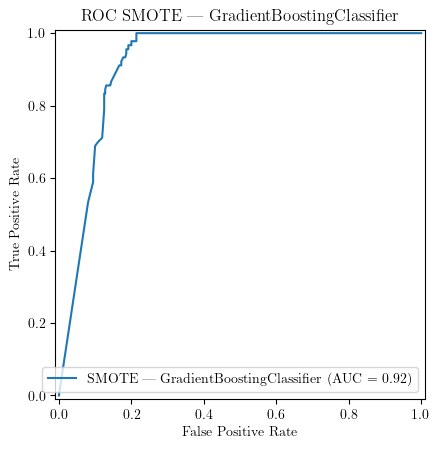 ROC SMOTE — GradientBoostingClassifier
1.0
0.8
0.6
0.4
0.2
0.0
True Positive Rate
SMOTE — GradientBoostingClassifier (AUC = 0.92)
0.0 0.2 0.4 0.6 0.8 1.0
False Positive Rate